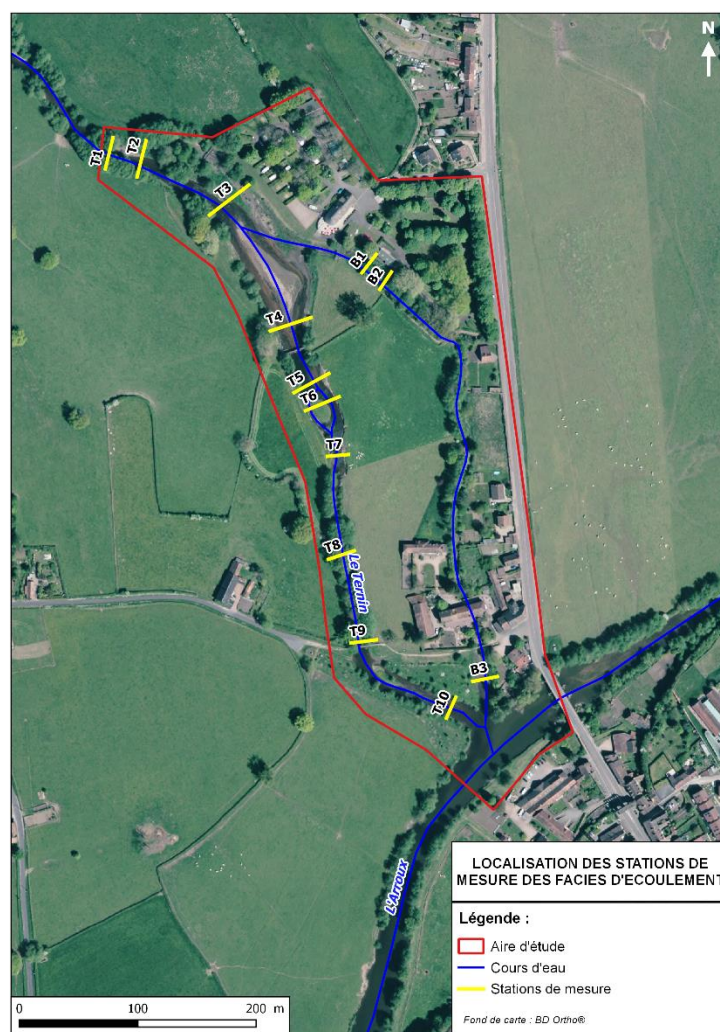 N
T1
T2
T3
B1
B2
T4
T5
T6
T7
T8
Le Ternin
T9
B3
T10
L'Arroux
LOCALISATION DES STATIONS DE
MESURE DES FACIES D'ECOULEMENT
Légende :
Aire d'étude
Cours d'eau
Stations de mesure
Fond de carte : BD Ortho®
0 100 200 m